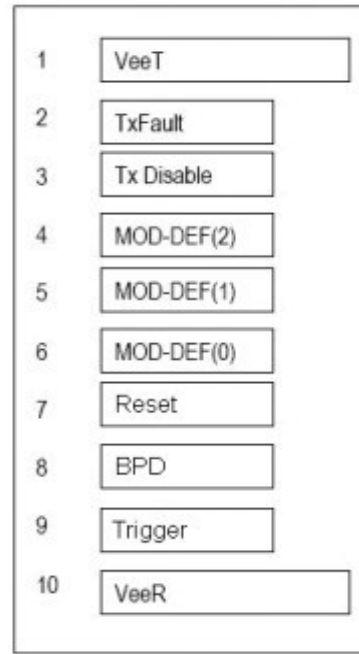 1 VeeT
2 TxFault
3 Tx Disable
4 MOD-DEF(2)
5 MOD-DEF(1)
6 MOD-DEF(0)
7 Reset
8 BPD
9 Trigger
10 VeeR